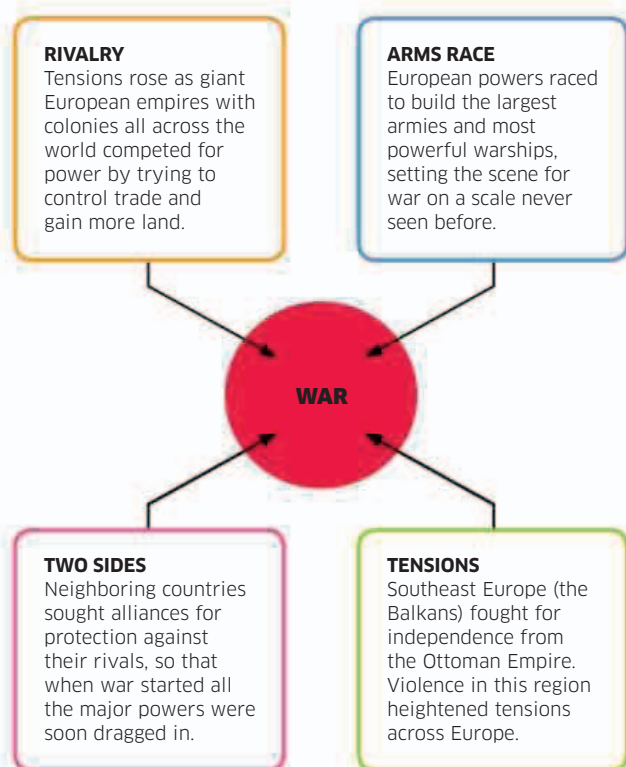 RIVALRY
Tensions rose as giant
European empires with
colonies all across the
world competed for
power by trying to
control trade and
gain more land.
ARMS RACE
European powers raced
to build the largest
armies and most
powerful warships,
setting the scene for
war on a scale never
seen before.
WAR
TWO SIDES
Neighboring countries
sought alliances for
protection against
their rivals, so that
when war started all
the major powers were
soon dragged in.
TENSIONS
Southeast Europe (the
Balkans) fought for
independence from
the Ottoman Empire.
Violence in this region
heightened tensions
across Europe.